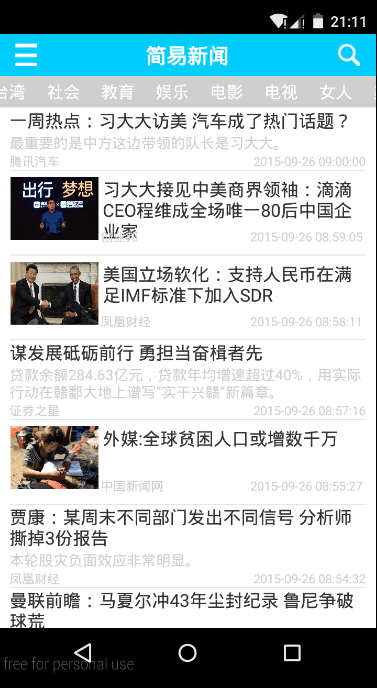 21:11
简易新闻
台湾 社会 教育 娱乐 电影 电视 女人
一周热点：习大大访美 汽车成了热门话题？
最重要的是中方这边带领的队长是习大大。
腾讯汽车 2015-09-26 09:00:00
出行 梦想
习大大接见中美商界领袖：滴滴
CEO程维成全场唯一80后中国企
业家
创业邦 2015-09-26 08:59:05
美国立场软化：支持人民币在满
足IMF标准下加入SDR
凤凰财经 2015-09-26 08:58:11
谋发展砥砺前行 勇担当奋楫者先
贷款余额284.63亿元，贷款年均增速超过40%，用实际
行动在赣鄱大地上谱写“实干兴赣”新篇章。
证券之星 2015-09-26 08:57:16
外媒:全球贫困人口或增数千万
中国新闻网 2015-09-26 08:55:27
贾康：某周末不同部门发出不同信号 分析师
撕掉3份报告
本轮股灾负面效应非常明显。
凤凰财经 2015-09-26 08:54:32
曼联前瞻：马夏尔冲43年尘封纪录 鲁尼争破
球荒
free for personal use